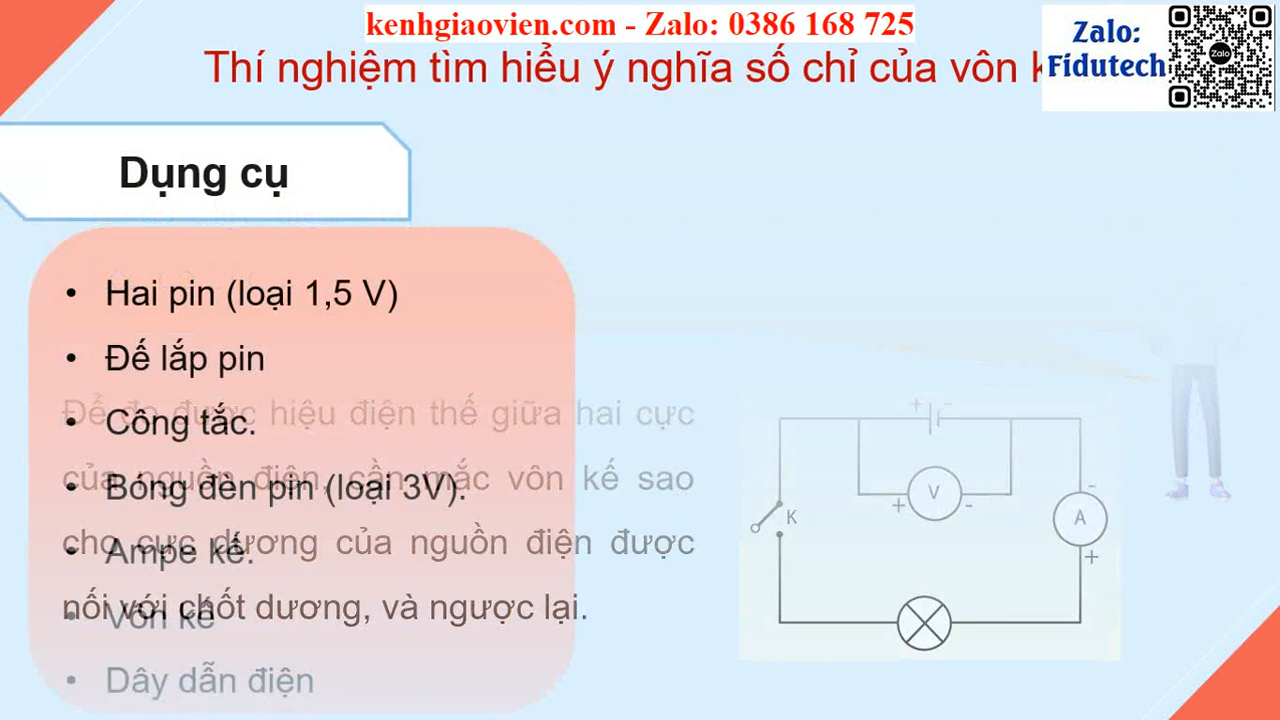 kenhgiaovien.com - Zalo: 0386 168 725
Zalo:
Fidutech
Zalo
Thí nghiệm tìm hiểu ý nghĩa số chỉ của vôn
Dụng cụ
• Hai pin (loại 1,5 V)
• Đế lắp pin
• Công tắc.
• Bóng đèn pin (loại 3V).
• Ampe kế.
• Vôn kế
• Dây dẫn điện
Để đo được hiệu điện thế giữa hai cực
của nguồn điện, cần mắc vôn kế sao
cho cực dương của nguồn điện được
nối với chốt dương, và ngược lại.
+ -
V
+ -
K
-
A
+